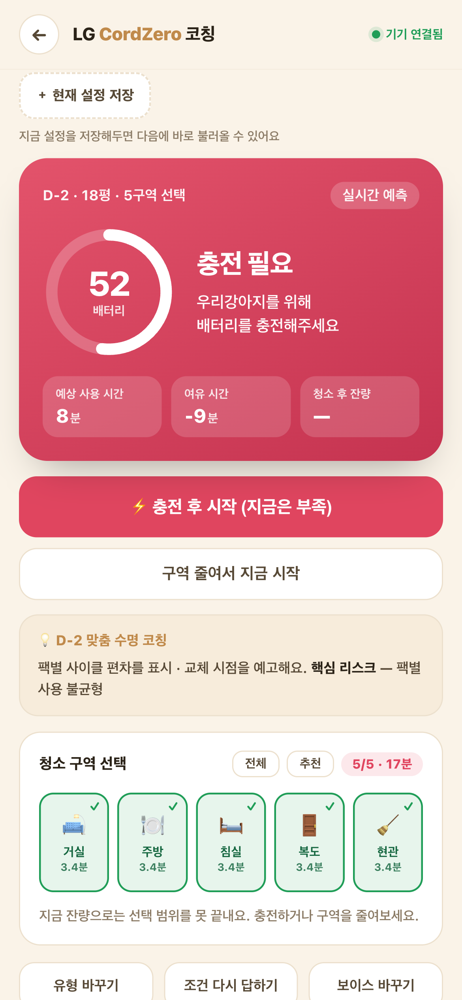 LG CordZero 코칭
기기 연결됨
+ 현재 설정 저장
지금 설정을 저장해두면 다음에 바로 불러올 수 있어요
D-2 · 18평 · 5구역 선택
실시간 예측
52
배터리
충전 필요
우리강아지를 위해
배터리를 충전해주세요
예상 사용 시간
8분
여유 시간
-9분
청소 후 잔량
—
⚡ 충전 후 시작 (지금은 부족)
구역 줄여서 지금 시작
💡 D-2 맞춤 수명 코칭
팩별 사이클 편차를 표시 · 교체 시점을 예고해요. 핵심 리스크 — 팩별
사용 불균형
청소 구역 선택
전체
추천
5/5 · 17분
거실
3.4분
주방
3.4분
침실
3.4분
복도
3.4분
현관
3.4분
지금 잔량으로는 선택 범위를 못 끝내요. 충전하거나 구역을 줄여보세요.
유형 바꾸기
조건 다시 답하기
보이스 바꾸기